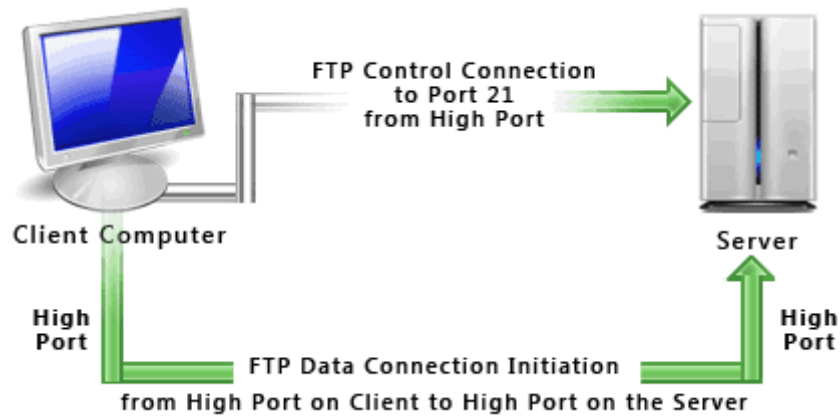 FTP Control Connection
to Port 21
from High Port
Client Computer
Server
High
Port
High
Port
FTP Data Connection Initiation
from High Port on Client to High Port on the Server